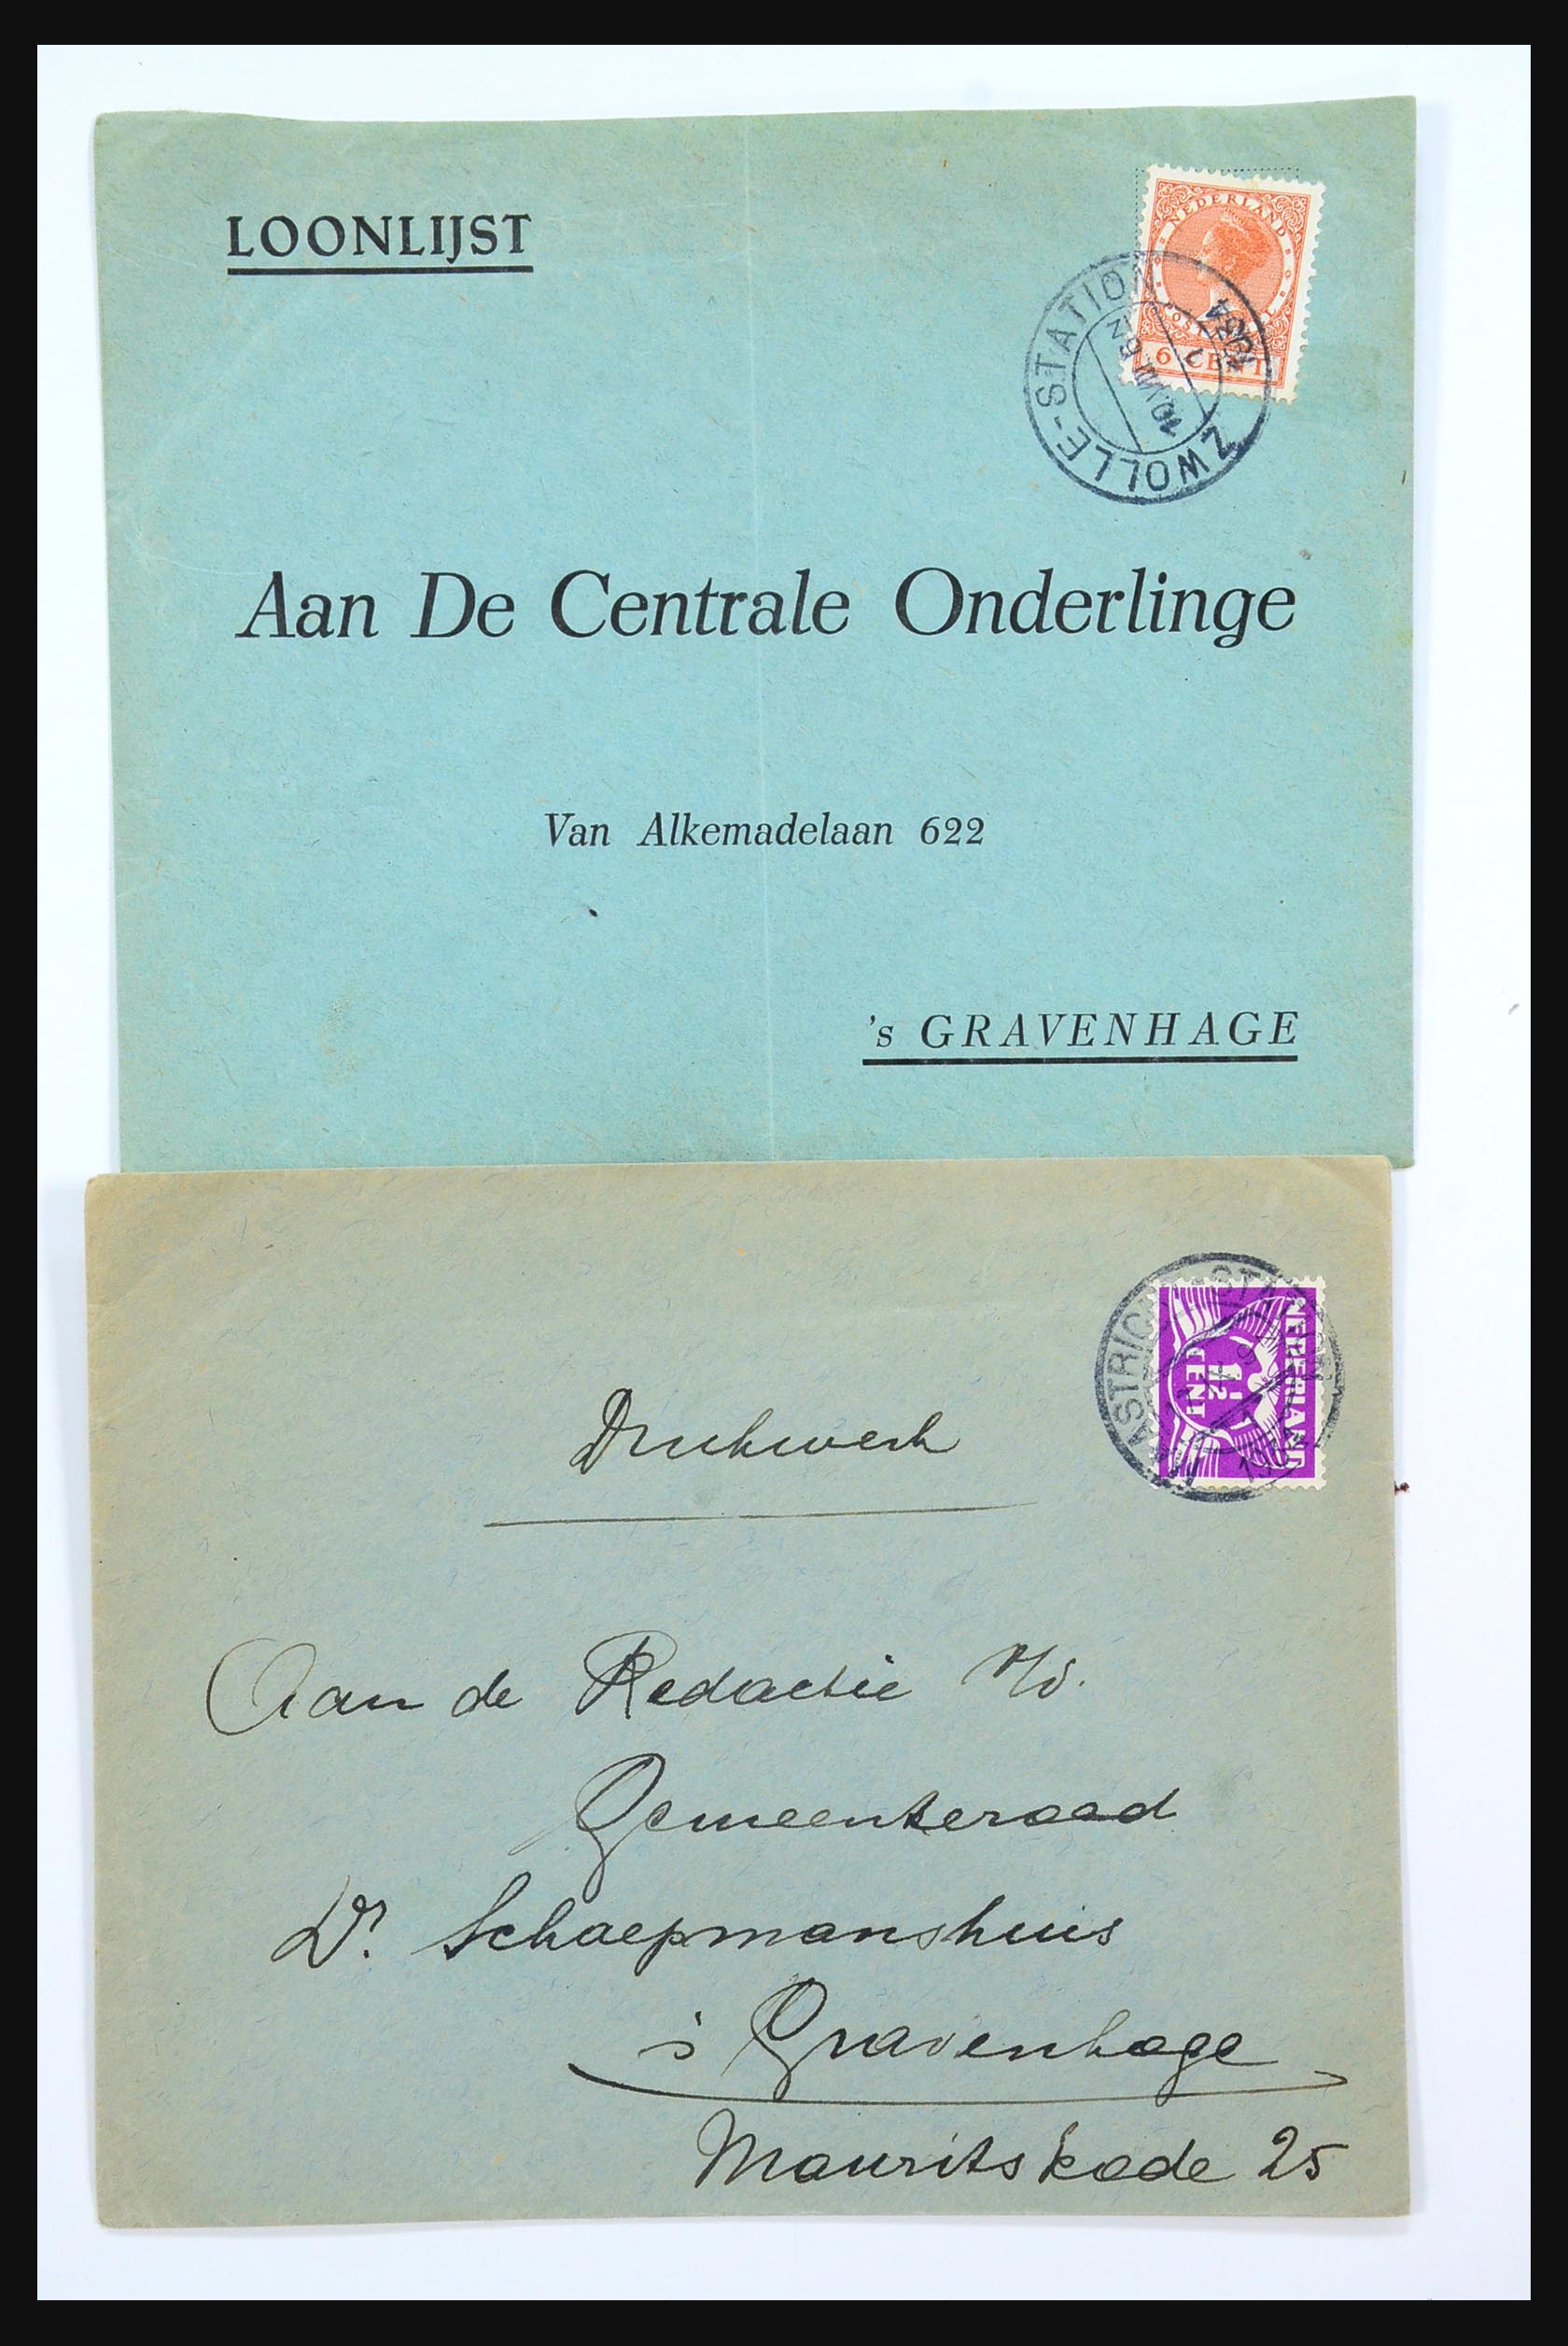 LOONLIJST
NEDERLAND
6 CENT
ZWOLLE-STATION
Aan De Centrale Onderlinge
Van Alkemadelaan 622
's GRAVENHAGE
NEDERLAND
1½
CENT
Drukwerk
Aan de Redactie v/d.
Gemeenteraad
Dr. Schaepmanshuis
's Gravenhage
Mauritskade 25